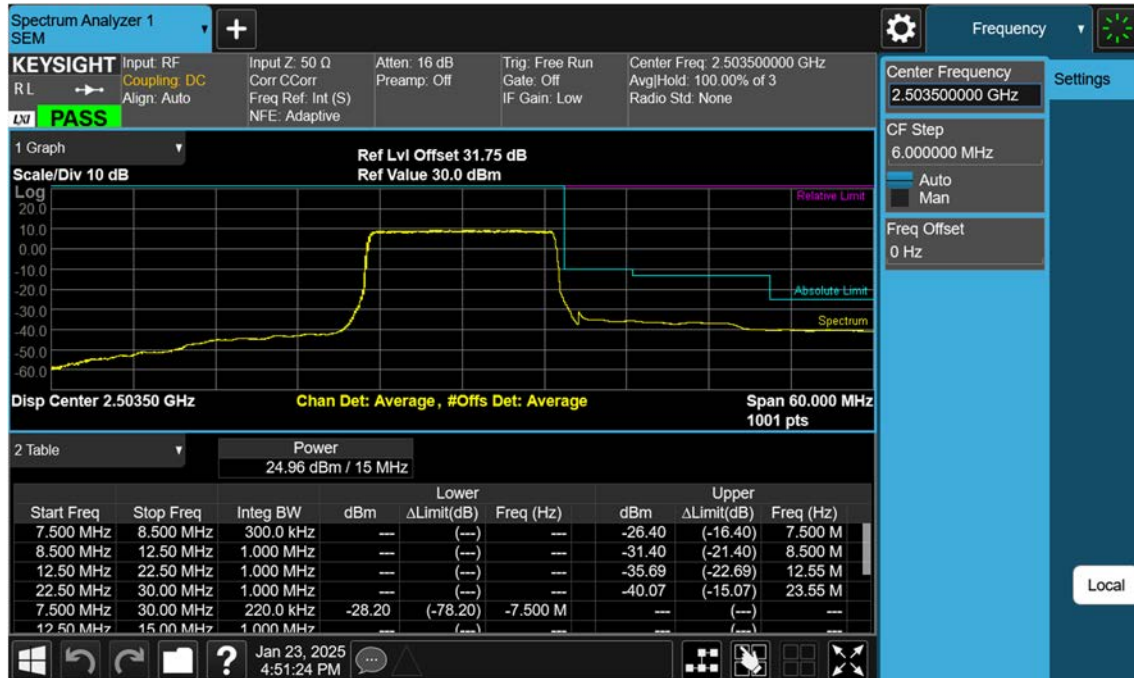 Spectrum Analyzer 1
SEM
Frequency
KEYSIGHT
RL
LXI PASS
Input: RF
Coupling: DC
Align: Auto
Input Z: 50 Ω
Corr CCorr
Freq Ref: Int (S)
NFE: Adaptive
Atten: 16 dB
Preamp: Off
Trig: Free Run
Gate: Off
IF Gain: Low
Center Freq: 2.503500000 GHz
Avg|Hold: 100.00% of 3
Radio Std: None
Center Frequency
2.503500000 GHz
Settings
CF Step
6.000000 MHz
Auto
Man
Freq Offset
0 Hz
Local
1 Graph
Scale/Div 10 dB
Ref Lvl Offset 31.75 dB
Ref Value 30.0 dBm
Log
20.0
10.0
0.00
-10.0
-20.0
-30.0
-40.0
-50.0
-60.0
Relative Limit
Absolute Limit
Spectrum
Disp Center 2.50350 GHz
Chan Det: Average, #Offs Det: Average
Span 60.000 MHz
1001 pts
2 Table
Power
24.96 dBm / 15 MHz
Lower Upper
Start Freq Stop Freq Integ BW dBm ΔLimit(dB) Freq (Hz) dBm ΔLimit(dB) Freq (Hz)
7.500 MHz 8.500 MHz 300.0 kHz --- (---) --- -26.40 (-16.40) 7.500 M
8.500 MHz 12.50 MHz 1.000 MHz --- (---) --- -31.40 (-21.40) 8.500 M
12.50 MHz 22.50 MHz 1.000 MHz --- (---) --- -35.69 (-22.69) 12.55 M
22.50 MHz 30.00 MHz 1.000 MHz --- (---) --- -40.07 (-15.07) 23.55 M
7.500 MHz 30.00 MHz 220.0 kHz -28.20 (-78.20) -7.500 M --- (---) ---
12.50 MHz 15.00 MHz 1.000 MHz --- (---) --- --- (---) ---
?
Jan 23, 2025
4:51:24 PM